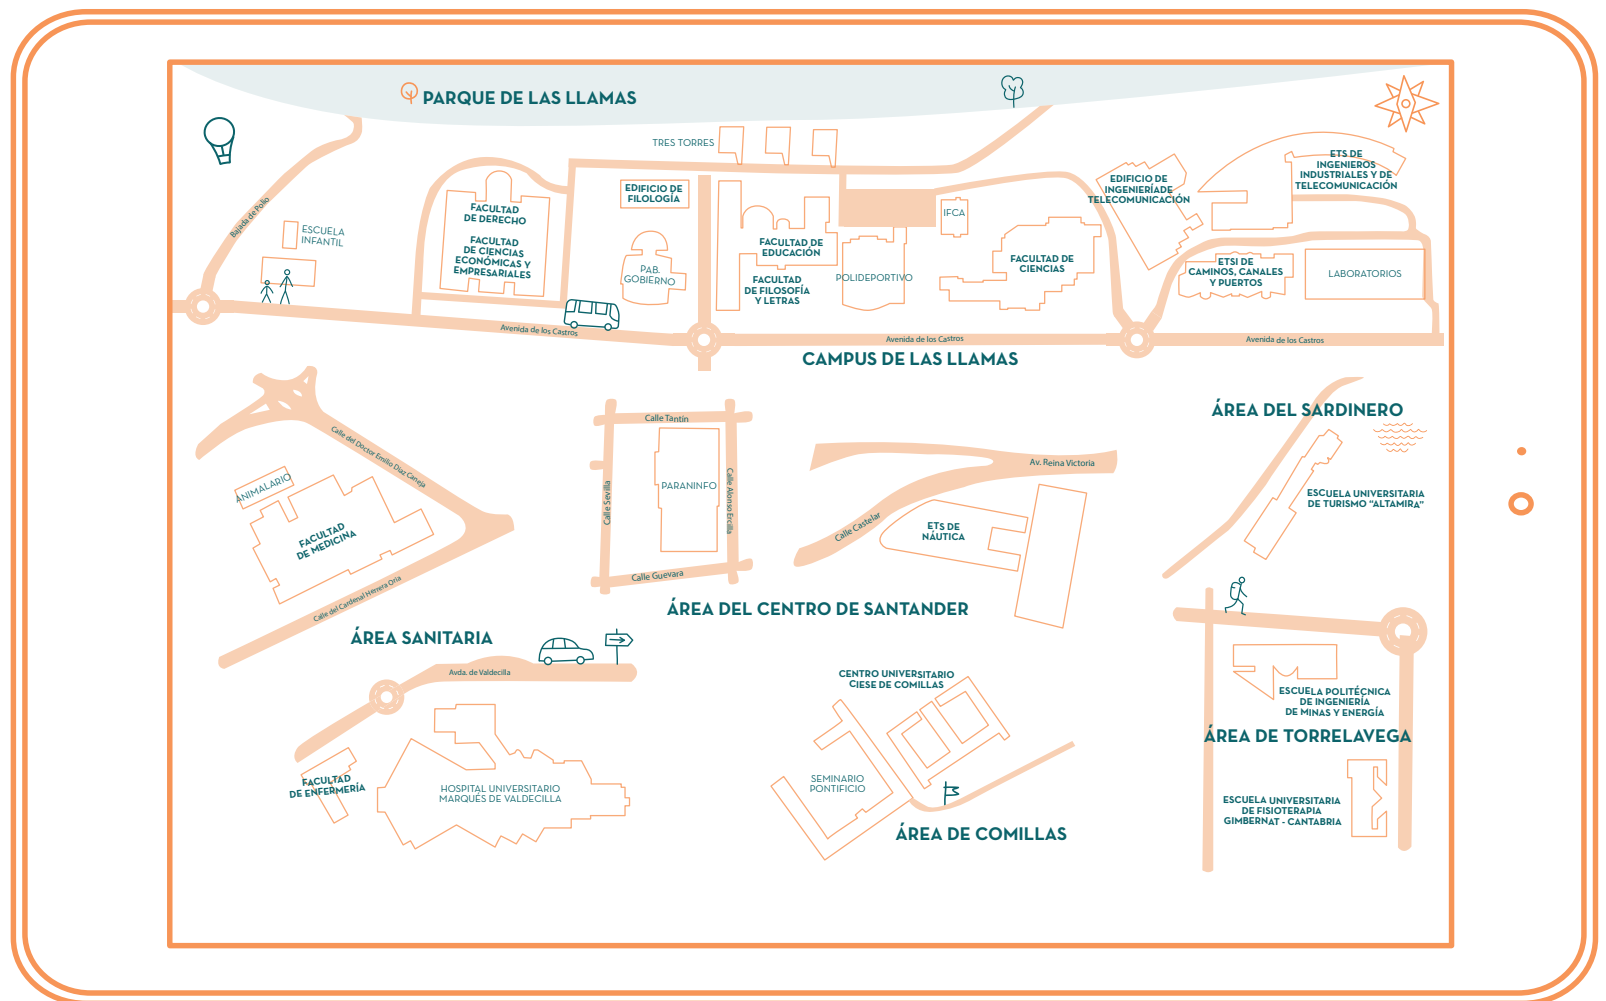 PARQUE DE LAS LLAMAS
TRES TORRES
Bajada de Polio
ESCUELA
INFANTIL
FACULTAD
DE DERECHO
FACULTAD
DE CIENCIAS
ECONÓMICAS Y
EMPRESARIALES
EDIFICIO DE
FILOLOGÍA
PAB.
GOBIERNO
FACULTAD DE
EDUCACIÓN
FACULTAD
DE FILOSOFÍA
Y LETRAS
POLIDEPORTIVO
IFCA
FACULTAD DE
CIENCIAS
EDIFICIO DE
INGENIERÍADE
TELECOMUNICACIÓN
ETS DE
INGENIEROS
INDUSTRIALES Y DE
TELECOMUNICACIÓN
ETSI DE
CAMINOS, CANALES
Y PUERTOS
LABORATORIOS
Avenida de los Castros
Avenida de los Castros
Avenida de los Castros
CAMPUS DE LAS LLAMAS
Calle del Doctor Emilio Díaz Caneja
ANIMALARIO
FACULTAD
DE MEDICINA
Calle del Cardenal Herrera Oria
ÁREA SANITARIA
Avda. de Valdecilla
FACULTAD
DE ENFERMERÍA
HOSPITAL UNIVERSITARIO
MARQUÉS DE VALDECILLA
Calle Tantín
Calle Sevilla
PARANINFO
Calle Alonso Ercilla
Calle Guevara
Av. Reina Victoria
Calle Castelar
ETS DE
NÁUTICA
ÁREA DEL CENTRO DE SANTANDER
CENTRO UNIVERSITARIO
CIESE DE COMILLAS
SEMINARIO
PONTIFICIO
ÁREA DE COMILLAS
ÁREA DEL SARDINERO
ESCUELA UNIVERSITARIA
DE TURISMO "ALTAMIRA"
ESCUELA POLITÉCNICA
DE INGENIERÍA
DE MINAS Y ENERGÍA
ÁREA DE TORRELAVEGA
ESCUELA UNIVERSITARIA
DE FISIOTERAPIA
GIMBERNAT - CANTABRIA